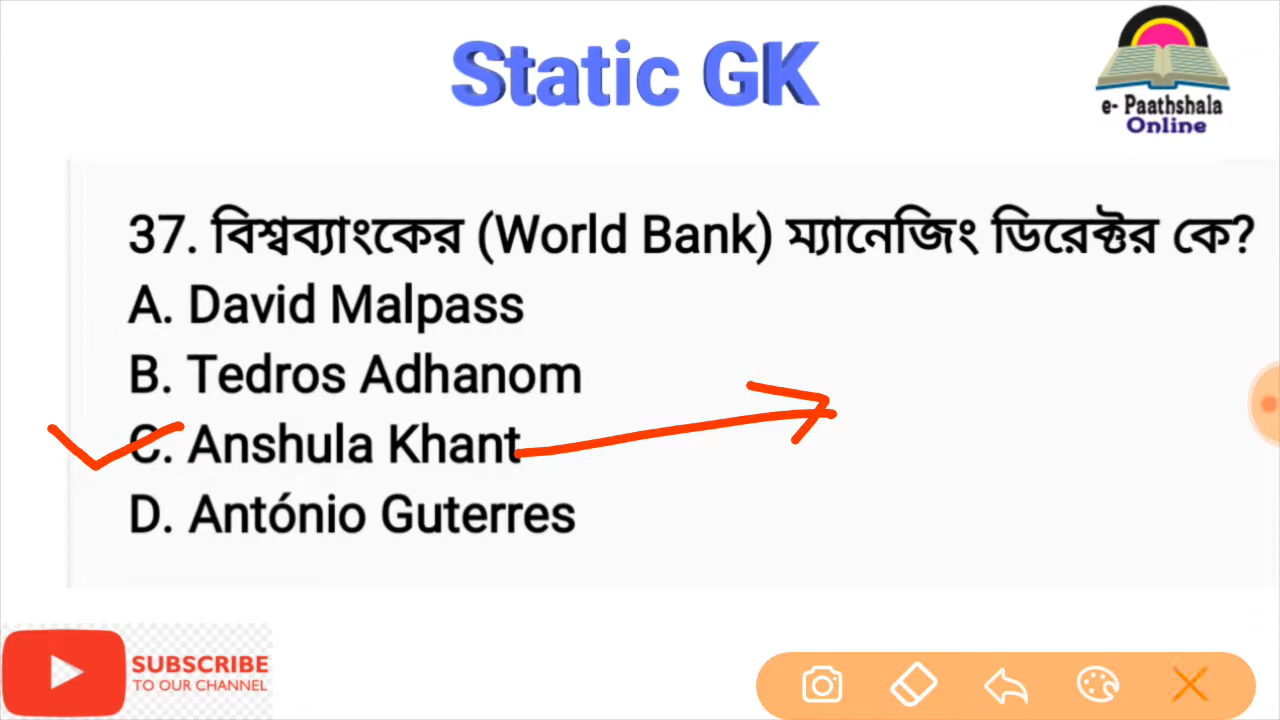 Static GK
e- Paathshala
Online
37. বিশ্বব্যাংকের (World Bank) ম্যানেজিং ডিরেক্টর কে?
A. David Malpass
B. Tedros Adhanom
C. Anshula Khant
D. António Guterres
SUBSCRIBE
TO OUR CHANNEL